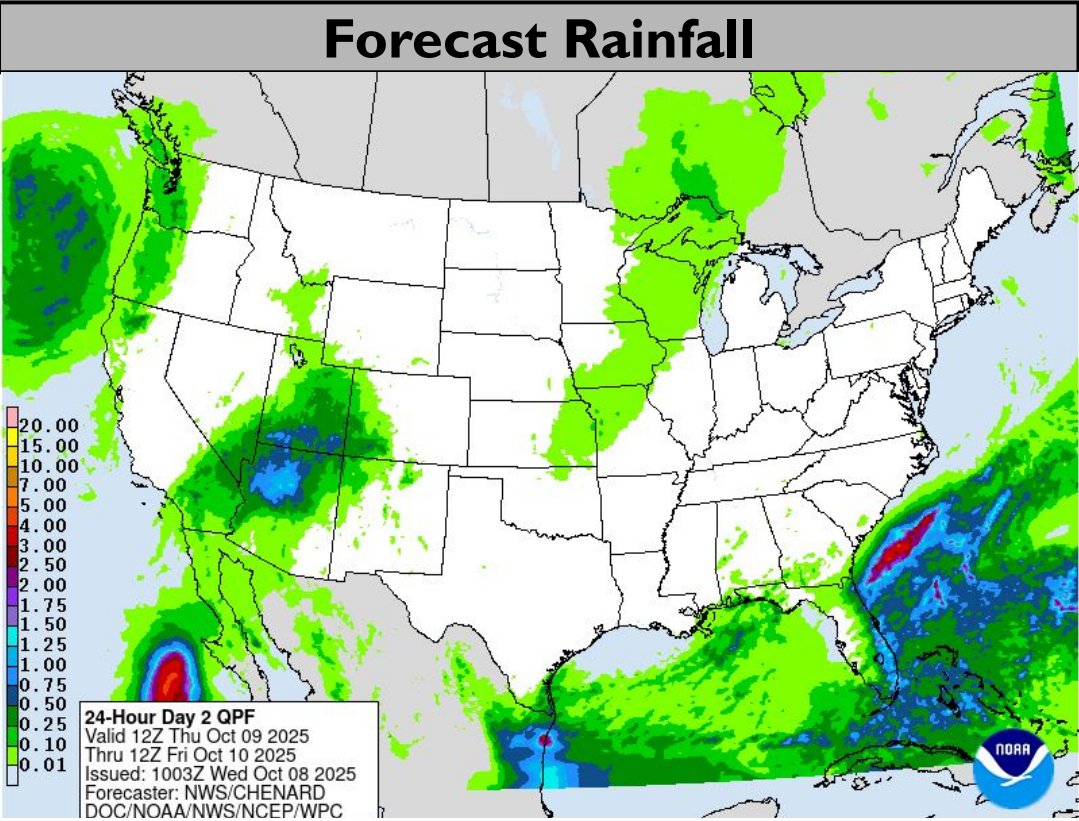 Forecast Rainfall
20.00
15.00
10.00
7.00
5.00
4.00
3.00
2.50
2.00
1.75
1.50
1.25
1.00
0.75
0.50
0.25
0.10
0.01
24-Hour Day 2 QPF
Valid 12Z Thu Oct 09 2025
Thru 12Z Fri Oct 10 2025
Issued: 1003Z Wed Oct 08 2025
Forecaster: NWS/CHENARD
DOC/NOAA/NWS/NCEP/WPC
NOAA